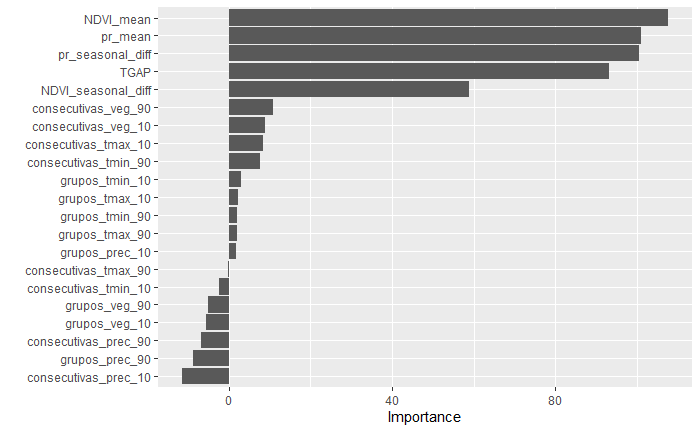 NDVI_mean
pr_mean
pr_seasonal_diff
TGAP
NDVI_seasonal_diff
consecutivas_veg_90
consecutivas_veg_10
consecutivas_tmax_10
consecutivas_tmin_90
grupos_tmin_10
grupos_tmax_10
grupos_tmin_90
grupos_tmax_90
grupos_prec_10
consecutivas_tmax_90
consecutivas_tmin_10
grupos_veg_90
grupos_veg_10
consecutivas_prec_90
grupos_prec_90
consecutivas_prec_10
0 40 80
Importance